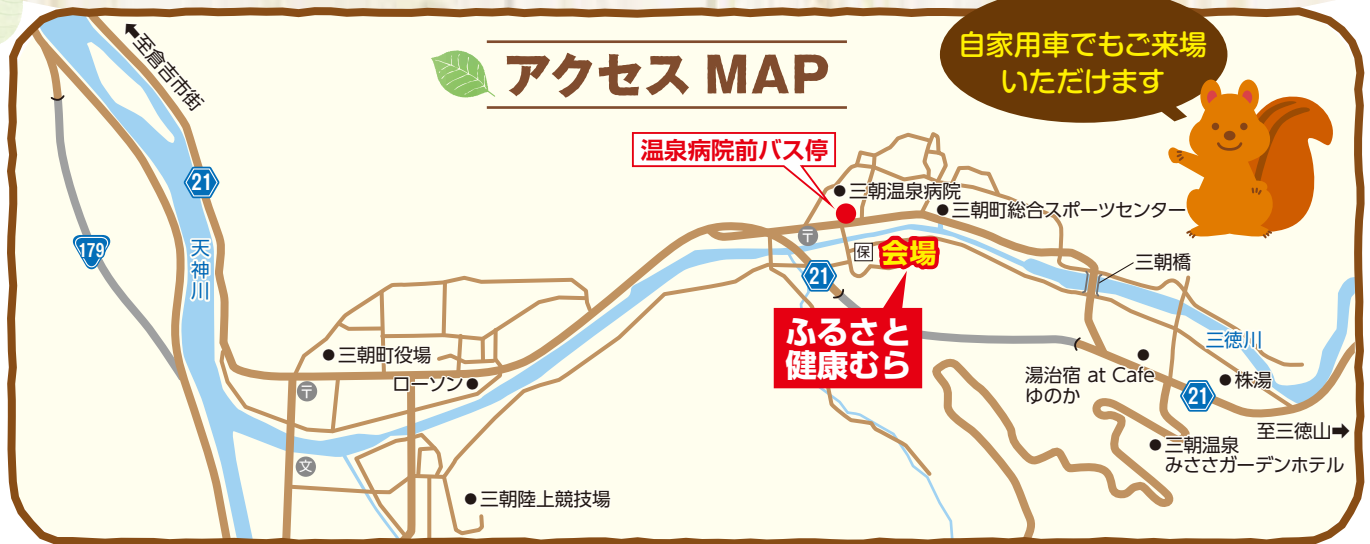 アクセス MAP
自家用車でもご来場
いただけます
至倉吉市街
21
179
天神川
温泉病院前バス停
三朝温泉病院
三朝町総合スポーツセンター
〒
保
会場
21
ふるさと
健康むら
三朝橋
三徳川
三朝町役場
ローソン
〒
文
三朝陸上競技場
湯治宿 at Cafe
ゆのか
株湯
21
至三徳山
三朝温泉
みささガーデンホテル